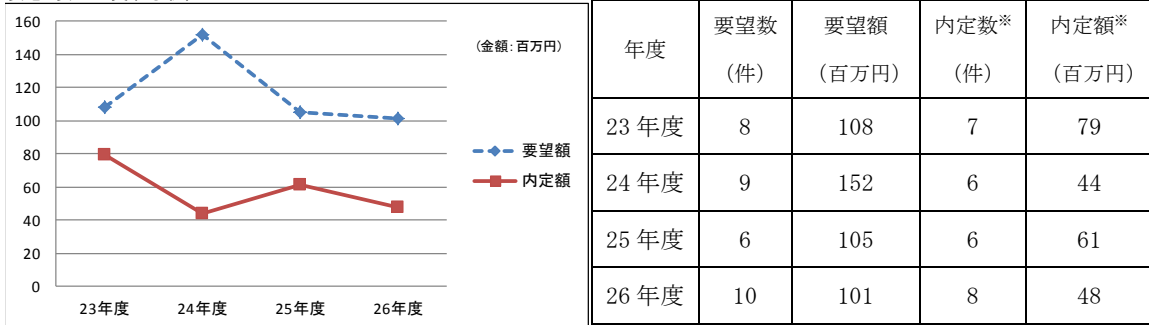 160
140
120
100
80
60
40
20
0
23年度 24年度 25年度 26年度
(金額：百万円)
要望額
内定額
年度 要望数（件） 要望額（百万円） 内定数※（件） 内定額※（百万円）
23 年度 8 108 7 79
24 年度 9 152 6 44
25 年度 6 105 6 61
26 年度 10 101 8 48